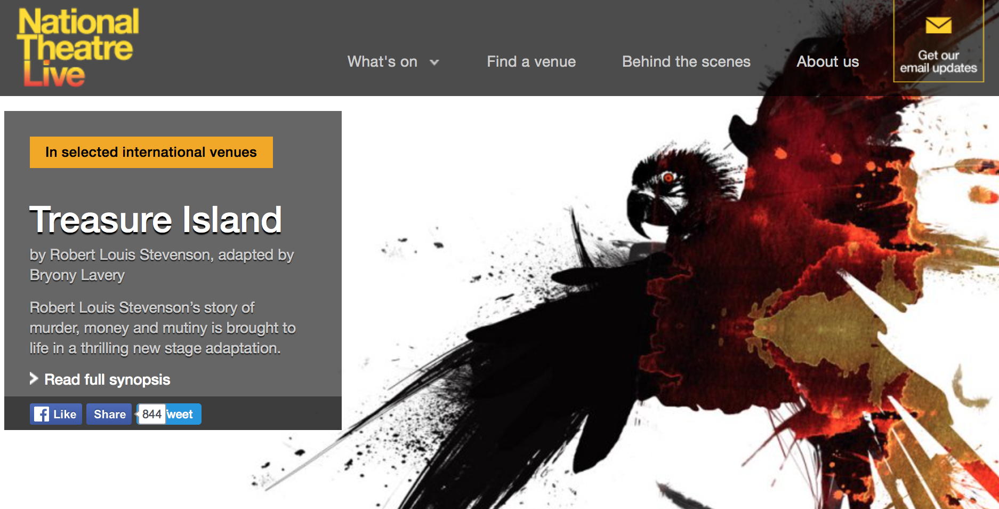 National
Theatre
Live
What's on
Find a venue
Behind the scenes
About us
Get our
email updates
In selected international venues
Treasure Island
by Robert Louis Stevenson, adapted by
Bryony Lavery
Robert Louis Stevenson’s story of
murder, money and mutiny is brought to
life in a thrilling new stage adaptation.
Read full synopsis
Like
Share
844
weet